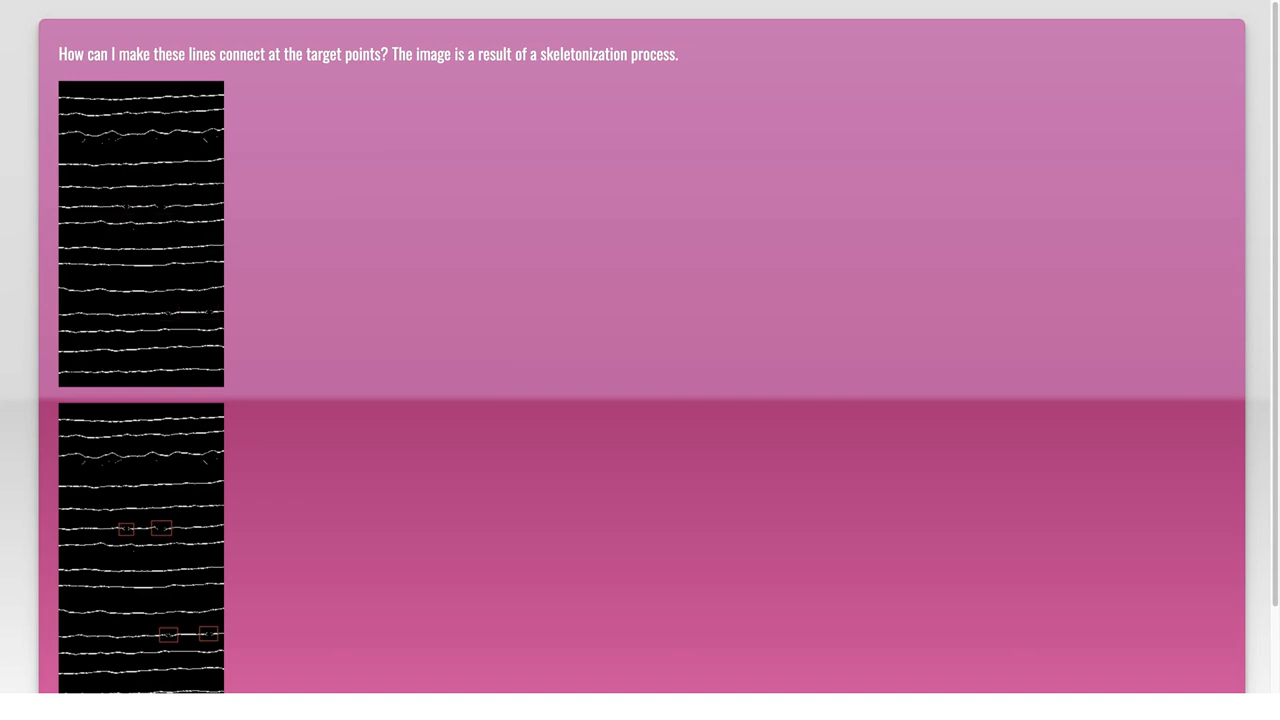 How can I make these lines connect at the target points? The image is a result of a skeletonization process.